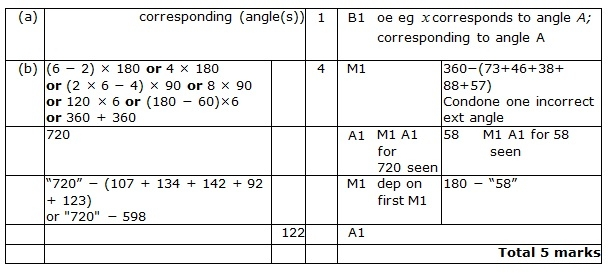 (a) corresponding (angle(s)) 1 B1 oe eg x corresponds to angle A;
corresponding to angle A
(b) (6 − 2) × 180 or 4 × 180
or (2 × 6 − 4) × 90 or 8 × 90
or 120 × 6 or (180 − 60)×6
or 360 + 360
4 M1
360−(73+46+38+
88+57)
Condone one incorrect
ext angle
720
A1 M1 A1
for
720 seen
58 M1 A1 for 58
seen
"720" − (107 + 134 + 142 + 92
+ 123)
or "720" − 598
M1 dep on
first M1
180 − "58"
122 A1
Total 5 marks